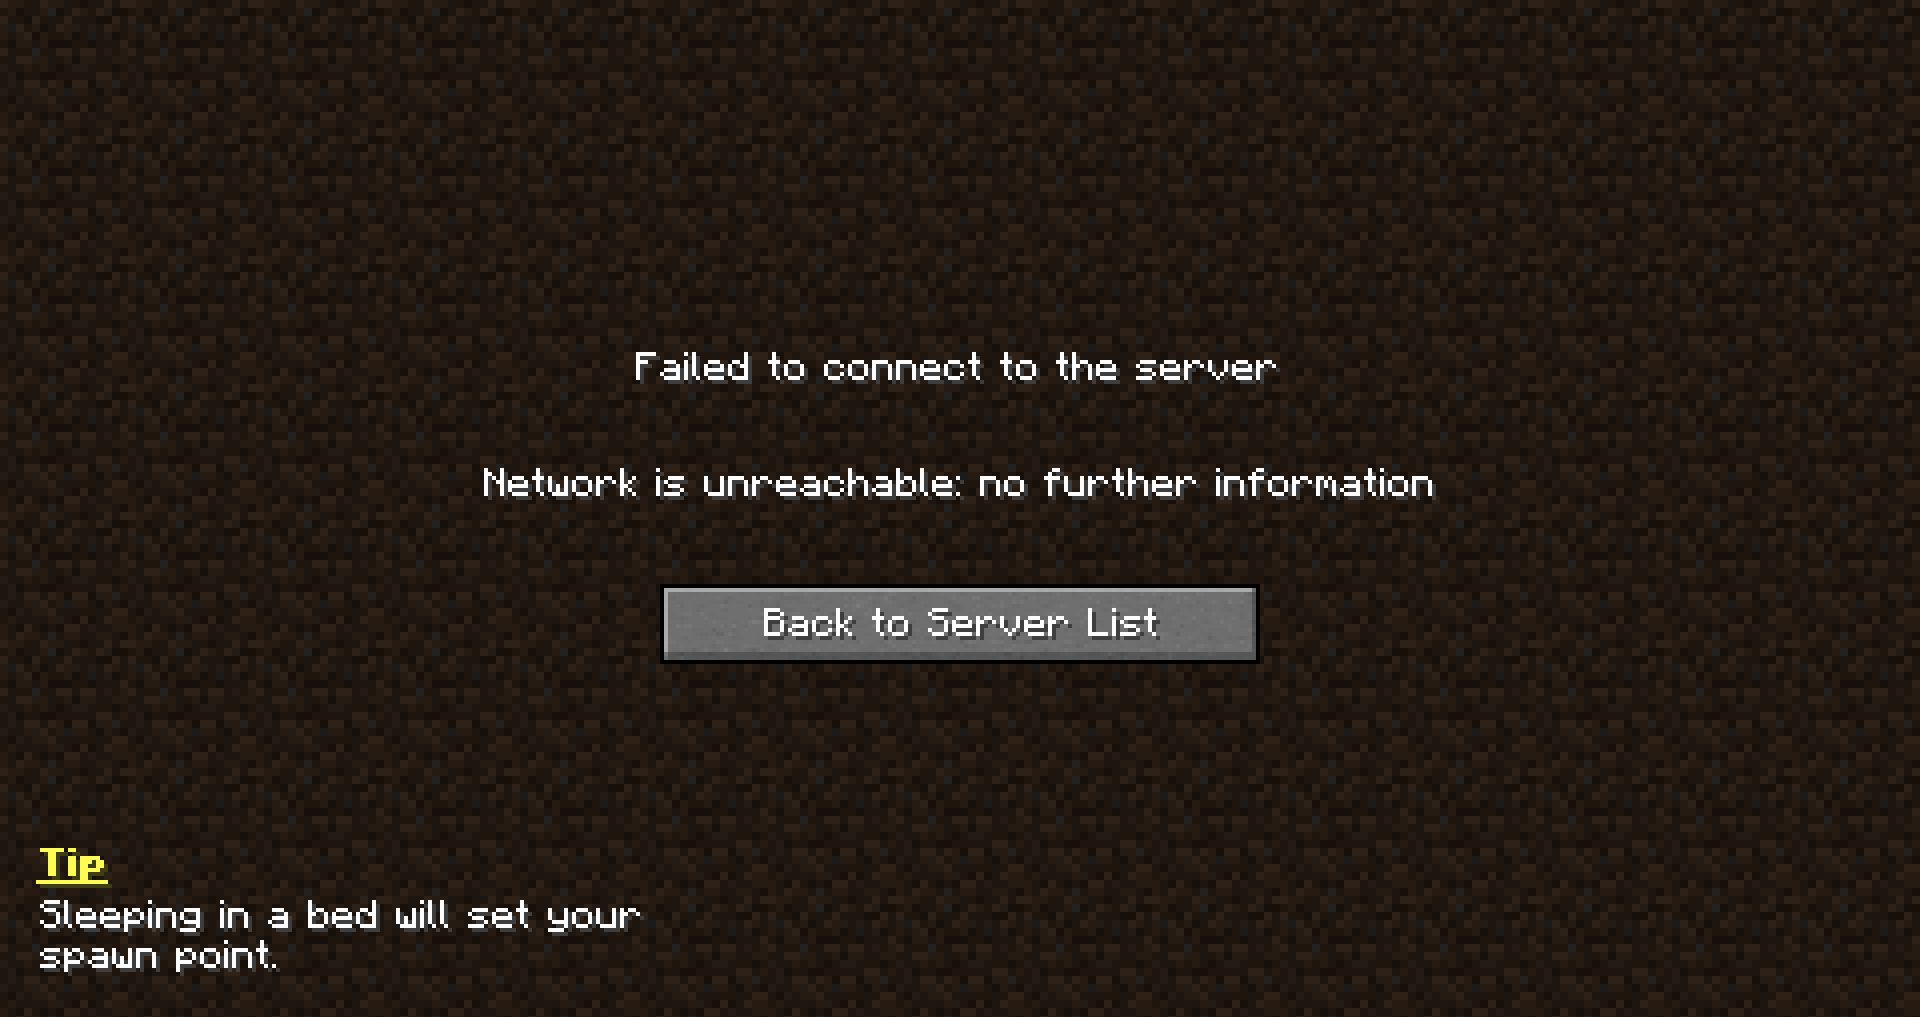 Failed to connect to the server
Network is unreachable: no further information
Back to Server List
Tip
Sleeping in a bed will set your
spawn point.